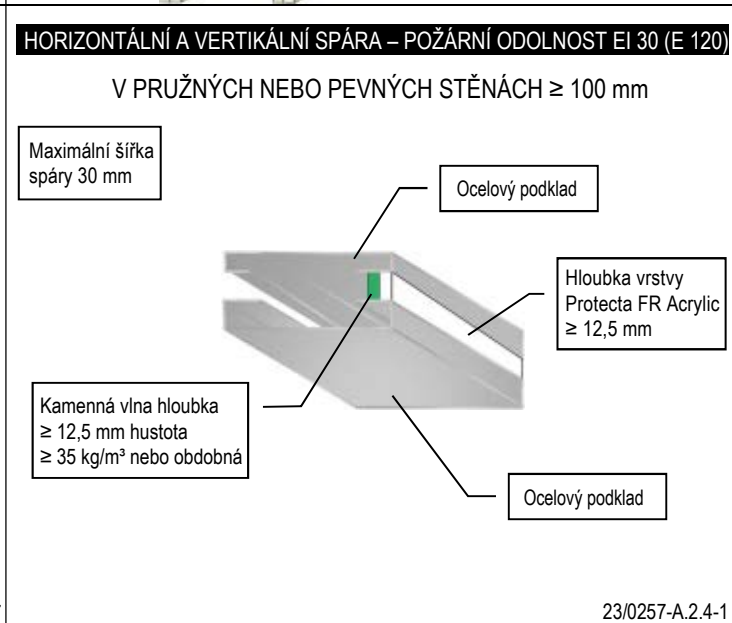 HORIZONTÁLNÍ A VERTIKÁLNÍ SPÁRA – POŽÁRNÍ ODOLNOST EI 30 (E 120)
V PRUŽNÝCH NEBO PEVNÝCH STĚNÁCH ≥ 100 mm
Maximální šířka
spáry 30 mm
Ocelový podklad
Hloubka vrstvy
Protecta FR Acrylic
≥ 12,5 mm
Kamenná vlna hloubka
≥ 12,5 mm hustota
≥ 35 kg/m³ nebo obdobná
Ocelový podklad
23/0257-A.2.4-1